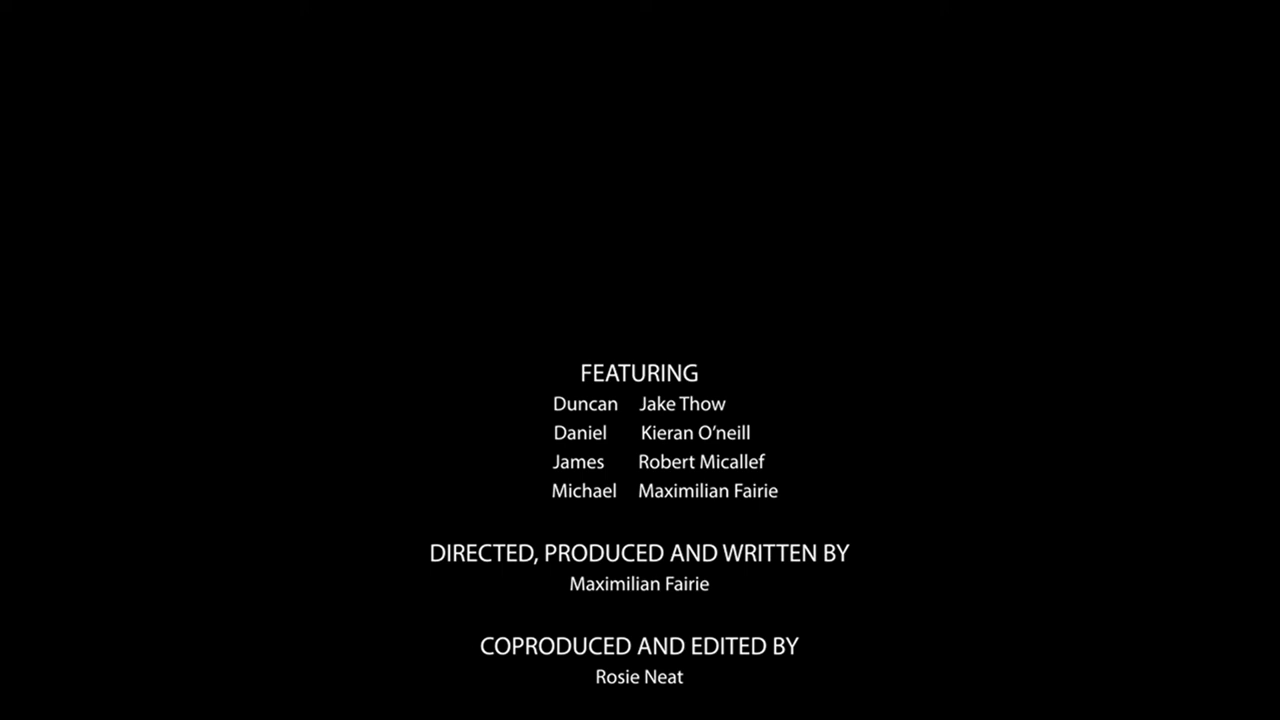 FEATURING
Duncan Jake Thow
Daniel Kieran O'neill
James Robert Micallef
Michael Maximilian Fairie
DIRECTED, PRODUCED AND WRITTEN BY
Maximilian Fairie
COPRODUCED AND EDITED BY
Rosie Neat